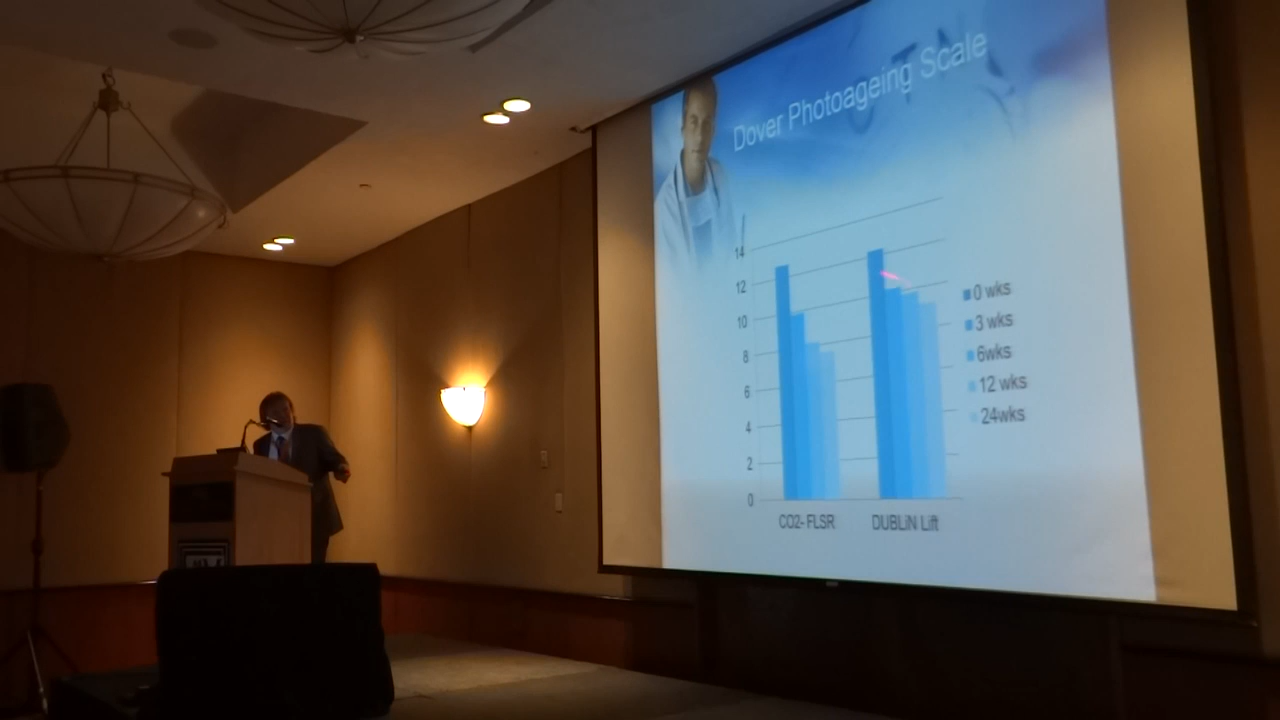 Dover Photoageing Scale
14
12
10
8
6
4
2
0
CO2- FLSR
DUBLiN Lift
0 wks
3 wks
6wks
12 wks
24wks